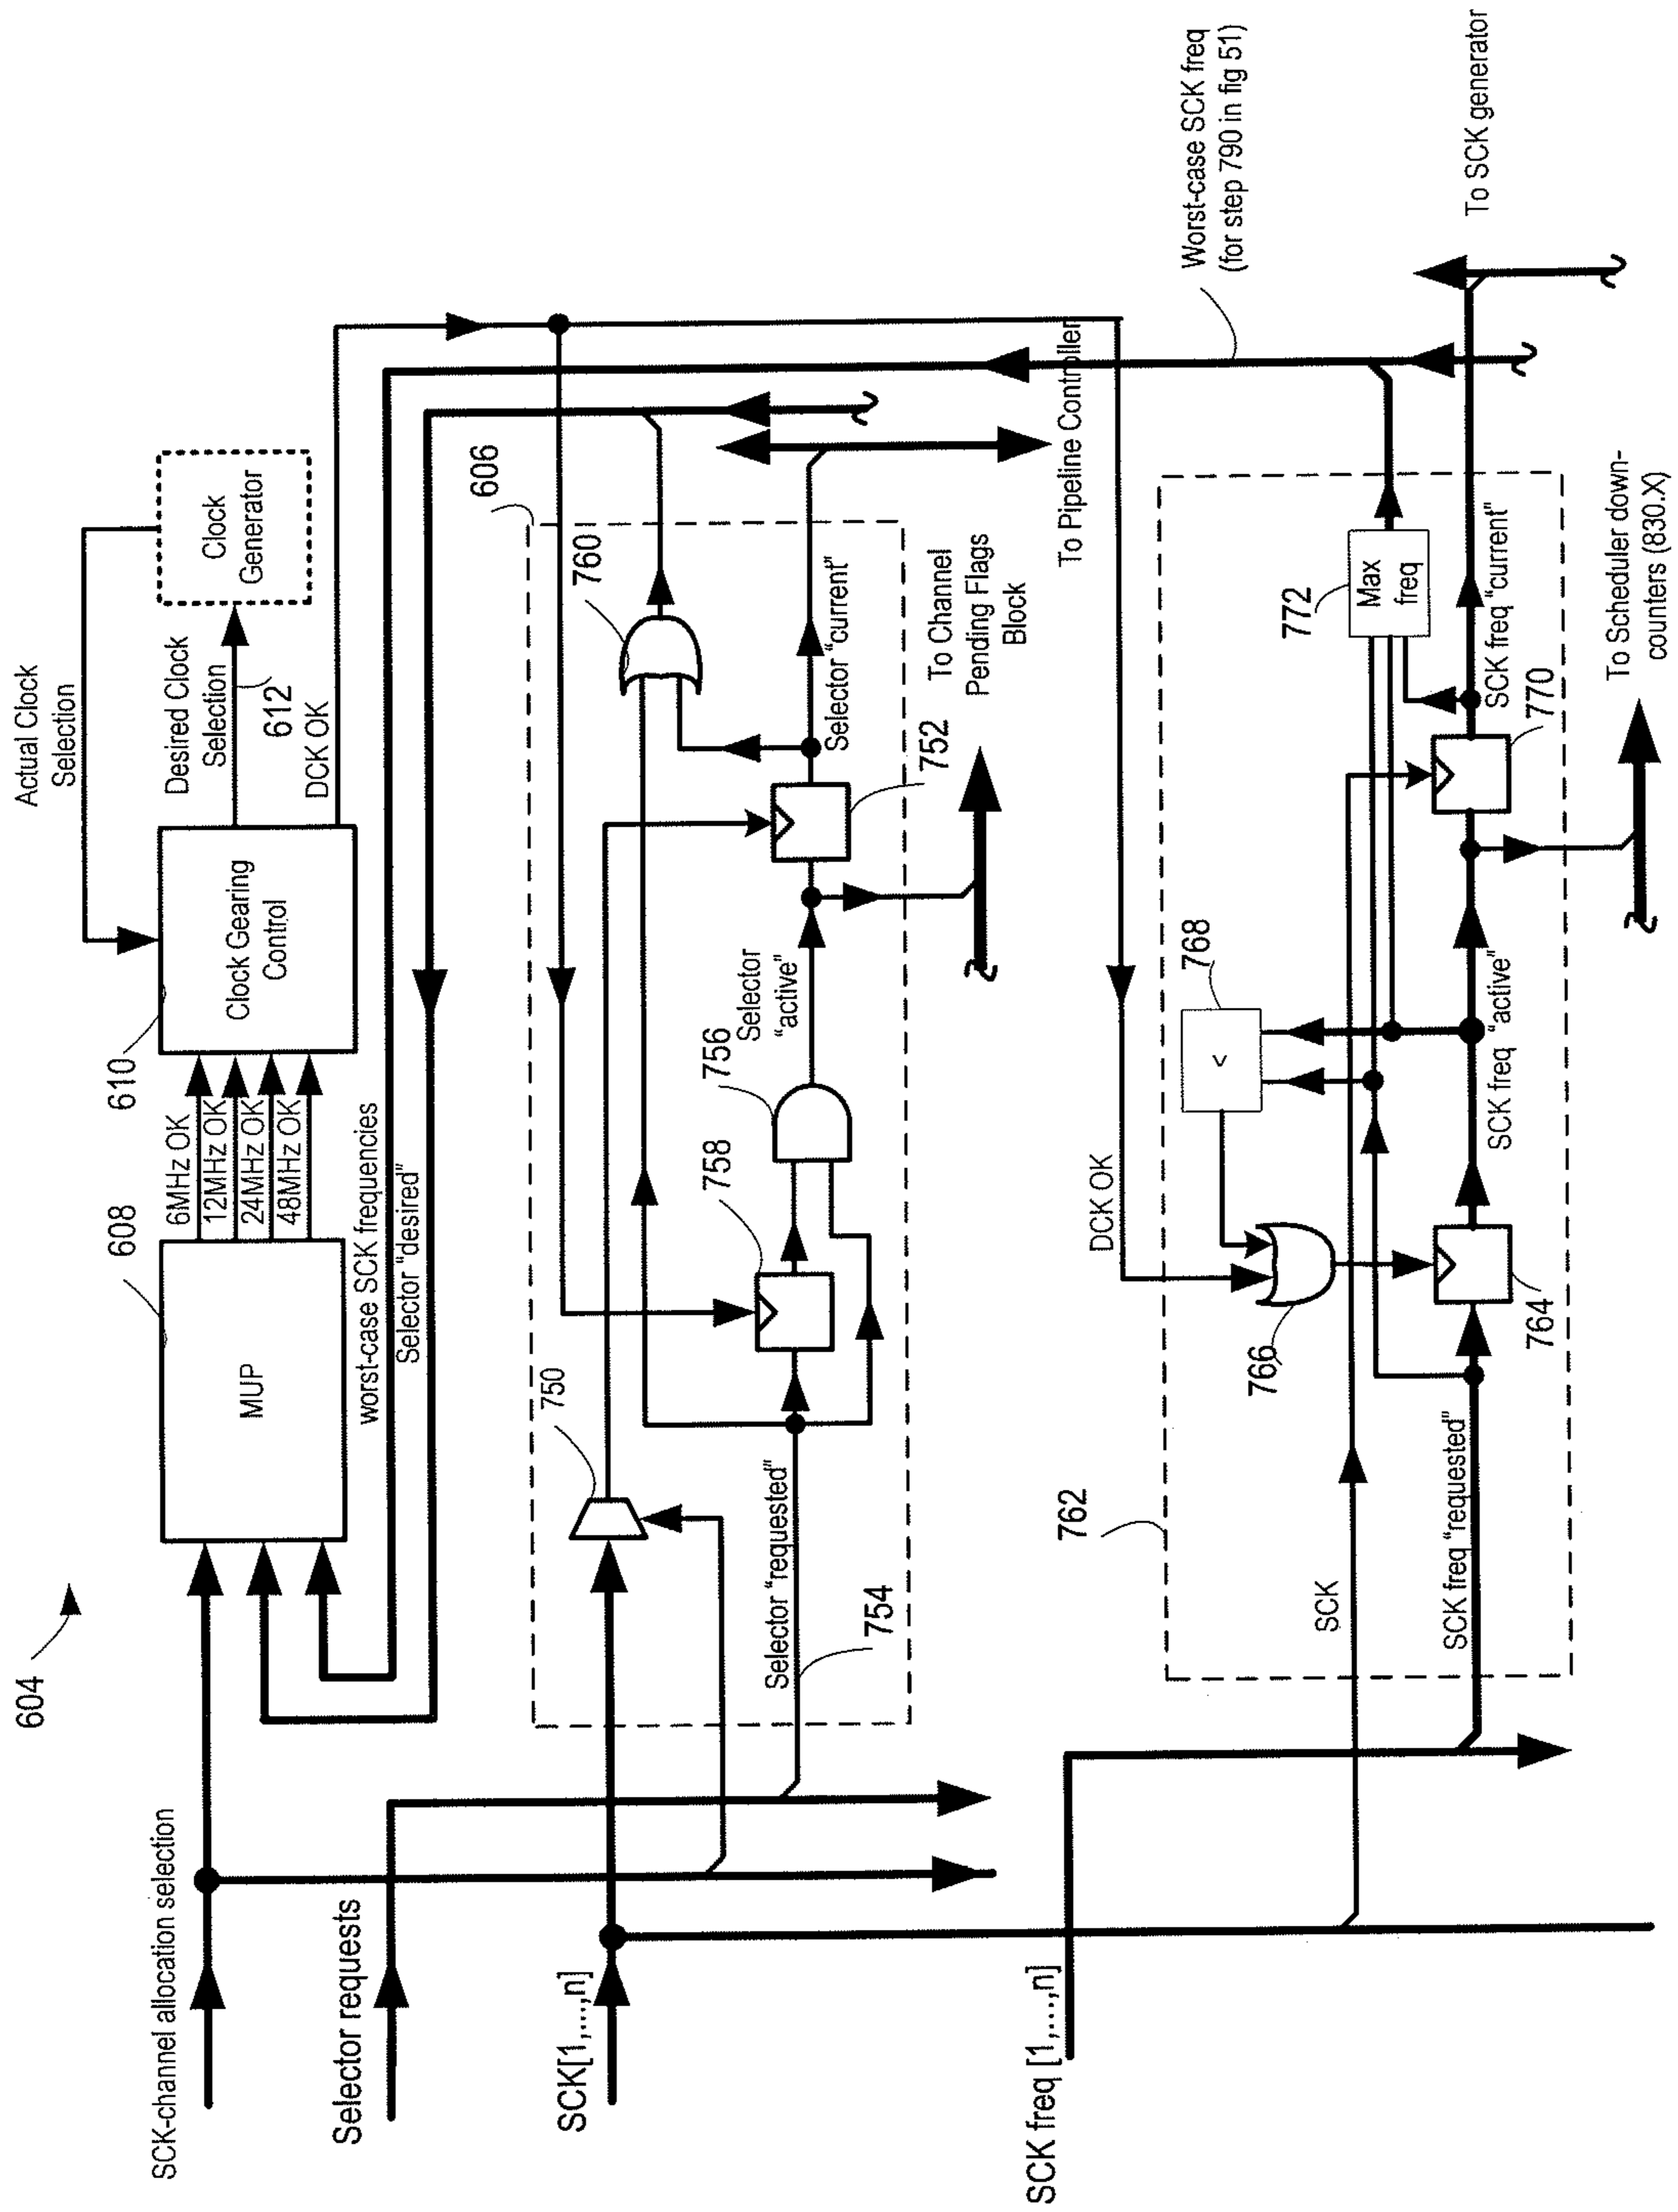 604
SCK-channel allocation selection
Selector requests
SCK[1,...,n]
SCK freq [1,...,n]
608
MUP
6MHz OK
12MHz OK
24MHz OK
48MHz OK
610
Clock Gearing
Control
Actual Clock
Selection
Desired Clock
Selection
612
DCK OK
Clock
Generator
worst-case SCK frequencies
Selector "desired"
606
750
Selector "requested"
754
758
756
Selector
"active"
760
752
Selector "current"
To Channel
Pending Flags
Block
To Pipeline Controller
Worst-case SCK freq
(for step 790 in fig 51)
762
SCK
SCK freq "requested"
DCK OK
766
764
768
<
SCK freq "active"
772
Max
freq
770
SCK freq "current"
To Scheduler down-
counters (830.X)
To SCK generator